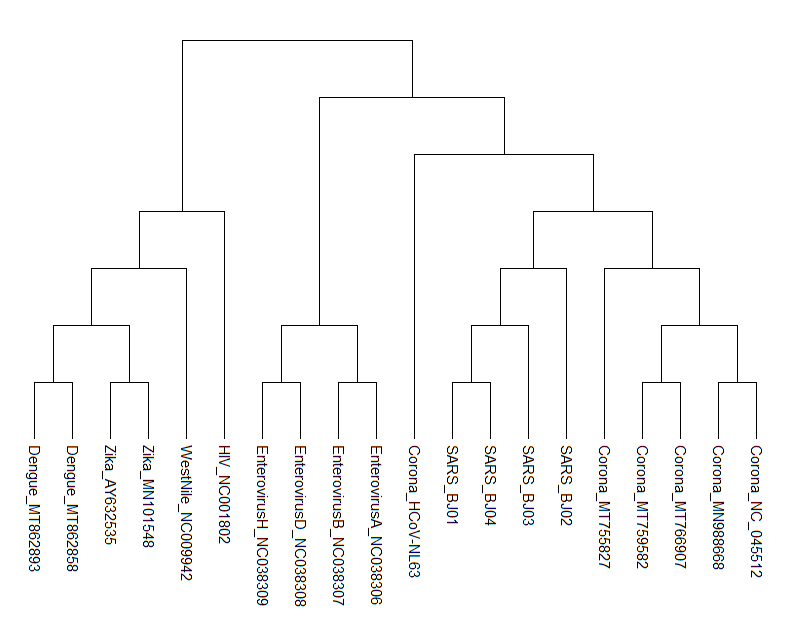 Dengue_MT862893
Dengue_MT862858
Zika_AY632535
Zika_MN101548
WestNile_NC009942
HIV_NC001802
EnterovirusH_NC038309
EnterovirusD_NC038308
EnterovirusB_NC038307
EnterovirusA_NC038306
Corona_HCoV-NL63
SARS_BJ01
SARS_BJ04
SARS_BJ03
SARS_BJ02
Corona_MT755827
Corona_MT759582
Corona_MT766907
Corona_MN988668
Corona_NC_045512